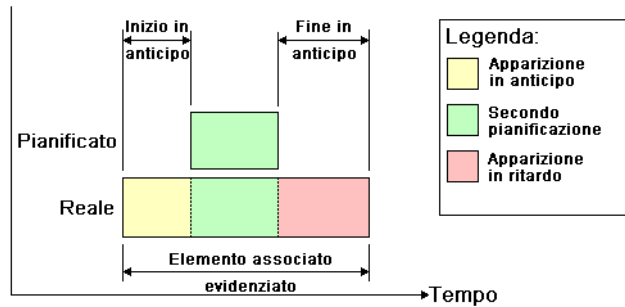 Inizio in
anticipo
Fine in
anticipo
Pianificato
Reale
Elemento associato
evidenziato
Tempo
Legenda:
Apparizione
in anticipo
Secondo
pianificazione
Apparizione
in ritardo